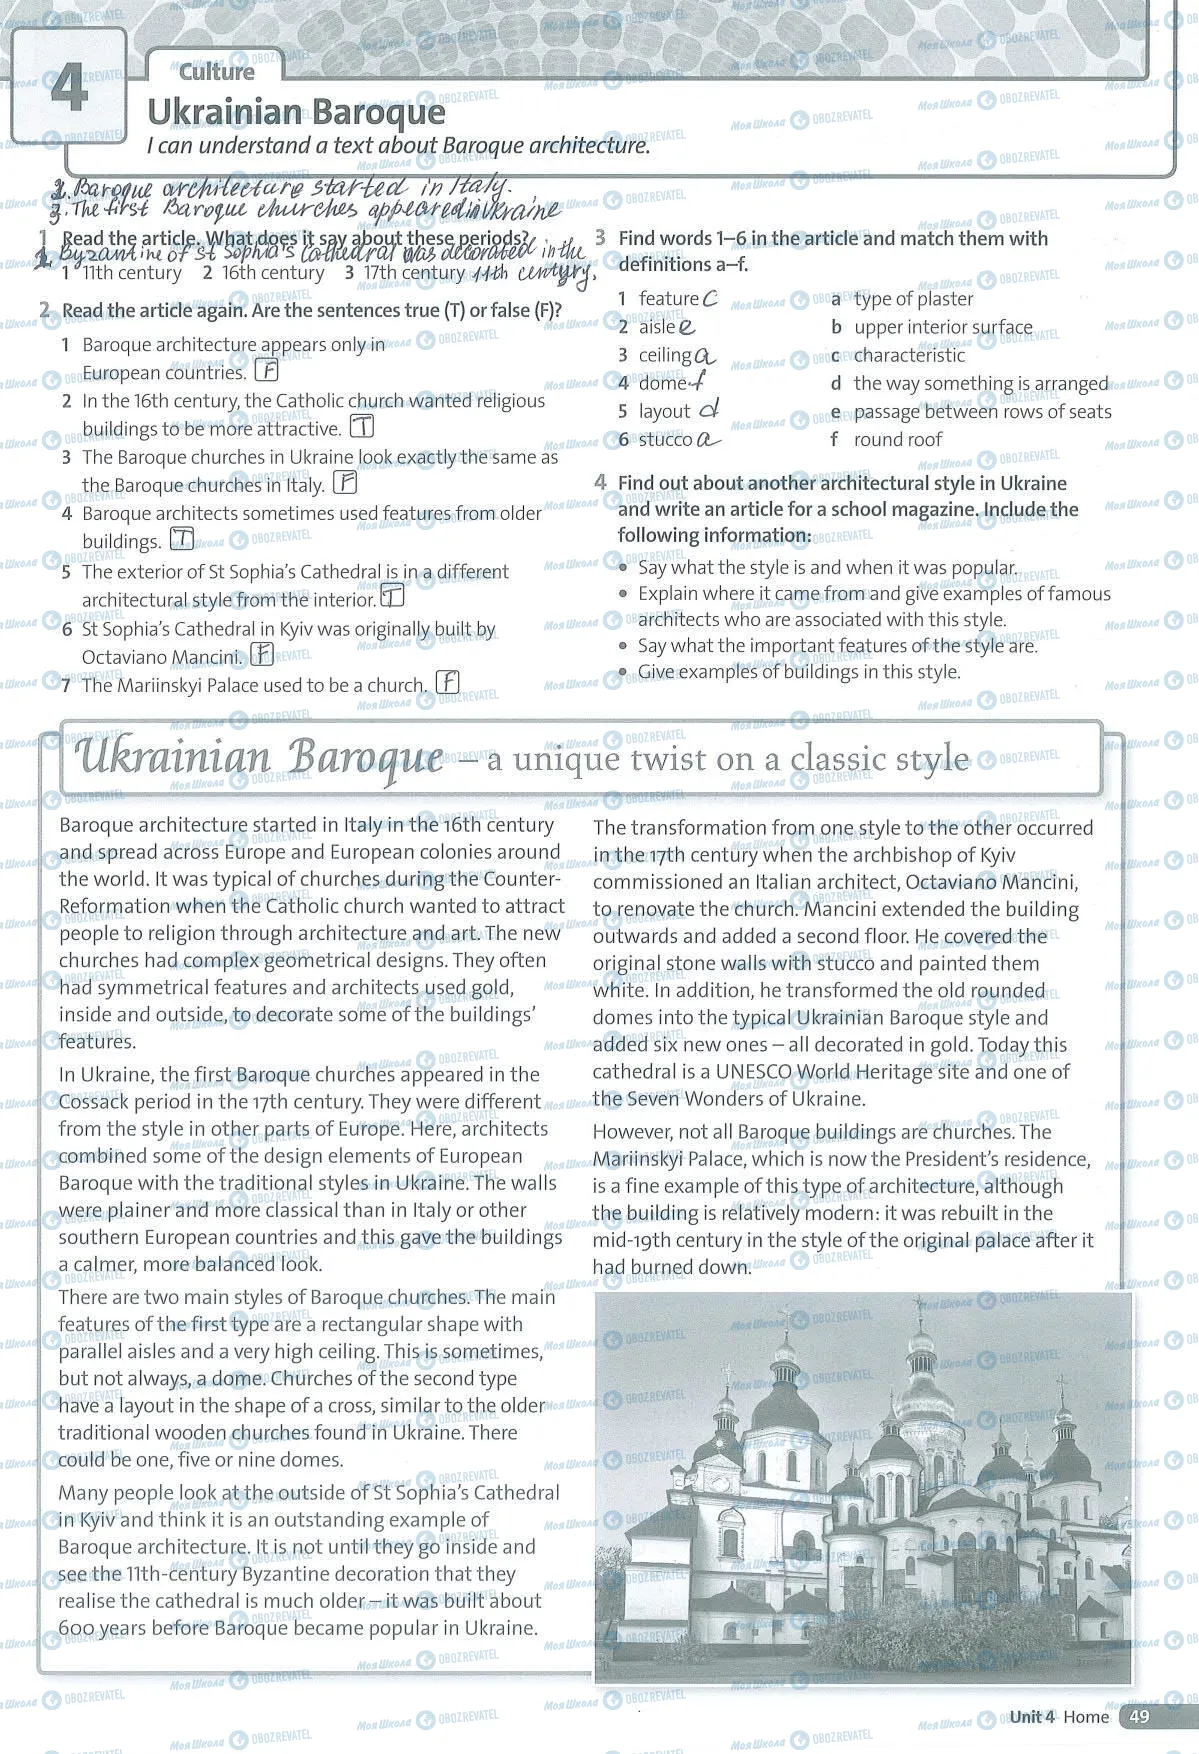 4
Culture
Ukrainian Baroque
I can understand a text about Baroque architecture.
2. Baroque architecture started in Italy.
3. The first Baroque churches appeared in Ukraine
1 Read the article. What does it say about these periods?
1. Byzantine of St Sophia's Cathedral was decorated in the
1 11th century 2 16th century 3 17th century 11th century,
2 Read the article again. Are the sentences true (T) or false (F)?
1 Baroque architecture appears only in
European countries. F
2 In the 16th century, the Catholic church wanted religious
buildings to be more attractive. T
3 The Baroque churches in Ukraine look exactly the same as
the Baroque churches in Italy. F
4 Baroque architects sometimes used features from older
buildings. T
5 The exterior of St Sophia's Cathedral is in a different
architectural style from the interior. T
6 St Sophia's Cathedral in Kyiv was originally built by
Octaviano Mancini. F
7 The Mariinskyi Palace used to be a church. F
3 Find words 1–6 in the article and match them with
definitions a–f.
1 feature c a type of plaster
2 aisle e b upper interior surface
3 ceiling a c characteristic
4 dome f d the way something is arranged
5 layout d e passage between rows of seats
6 stucco a f round roof
4 Find out about another architectural style in Ukraine
and write an article for a school magazine. Include the
following information:
• Say what the style is and when it was popular.
• Explain where it came from and give examples of famous
architects who are associated with this style.
• Say what the important features of the style are.
• Give examples of buildings in this style.
Ukrainian Baroque – a unique twist on a classic style
Baroque architecture started in Italy in the 16th century
and spread across Europe and European colonies around
the world. It was typical of churches during the Counter-
Reformation when the Catholic church wanted to attract
people to religion through architecture and art. The new
churches had complex geometrical designs. They often
had symmetrical features and architects used gold,
inside and outside, to decorate some of the buildings'
features.
In Ukraine, the first Baroque churches appeared in the
Cossack period in the 17th century. They were different
from the style in other parts of Europe. Here, architects
combined some of the design elements of European
Baroque with the traditional styles in Ukraine. The walls
were plainer and more classical than in Italy or other
southern European countries and this gave the buildings
a calmer, more balanced look.
There are two main styles of Baroque churches. The main
features of the first type are a rectangular shape with
parallel aisles and a very high ceiling. This is sometimes,
but not always, a dome. Churches of the second type
have a layout in the shape of a cross, similar to the older
traditional wooden churches found in Ukraine. There
could be one, five or nine domes.
Many people look at the outside of St Sophia's Cathedral
in Kyiv and think it is an outstanding example of
Baroque architecture. It is not until they go inside and
see the 11th-century Byzantine decoration that they
realise the cathedral is much older – it was built about
600 years before Baroque became popular in Ukraine.
The transformation from one style to the other occurred
in the 17th century when the archbishop of Kyiv
commissioned an Italian architect, Octaviano Mancini,
to renovate the church. Mancini extended the building
outwards and added a second floor. He covered the
original stone walls with stucco and painted them
white. In addition, he transformed the old rounded
domes into the typical Ukrainian Baroque style and
added six new ones – all decorated in gold. Today this
cathedral is a UNESCO World Heritage site and one of
the Seven Wonders of Ukraine.
However, not all Baroque buildings are churches. The
Mariinskyi Palace, which is now the President's residence,
is a fine example of this type of architecture, although
the building is relatively modern: it was rebuilt in the
mid-19th century in the style of the original palace after it
had burned down.
Unit 4 Home 49
МояШкола OBOZREVATEL